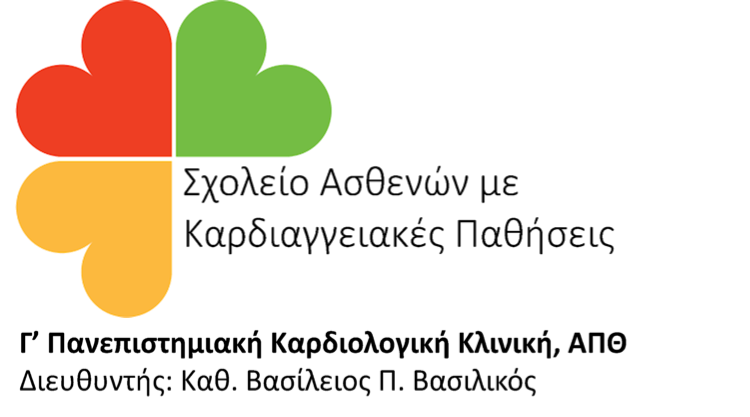 Σχολείο Ασθενών με
Καρδιαγγειακές Παθήσεις
Γ’ Πανεπιστημιακή Καρδιολογική Κλινική, ΑΠΘ
Διευθυντής: Καθ. Βασίλειος Π. Βασιλικός